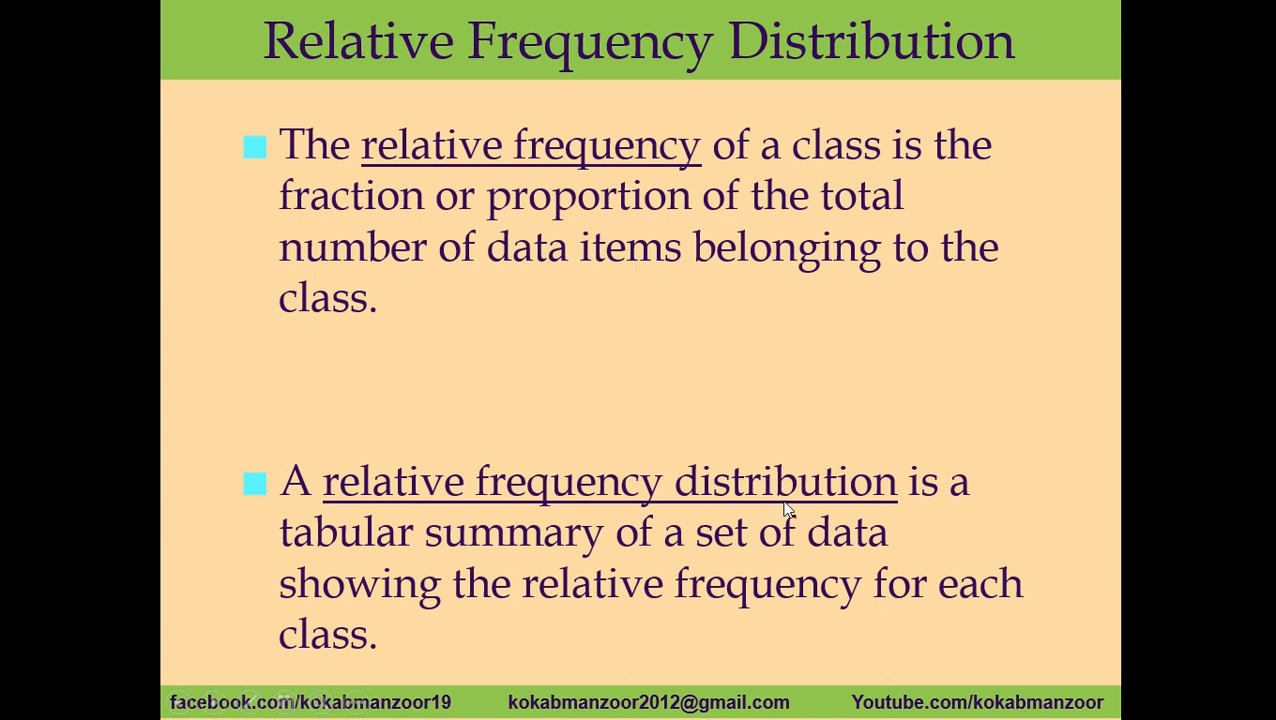 Relative Frequency Distribution
The relative frequency of a class is the
fraction or proportion of the total
number of data items belonging to the
class.
A relative frequency distribution is a
tabular summary of a set of data
showing the relative frequency for each
class.
facebook.com/kokabmanzoor19 kokabmanzoor2012@gmail.com Youtube.com/kokabmanzoor